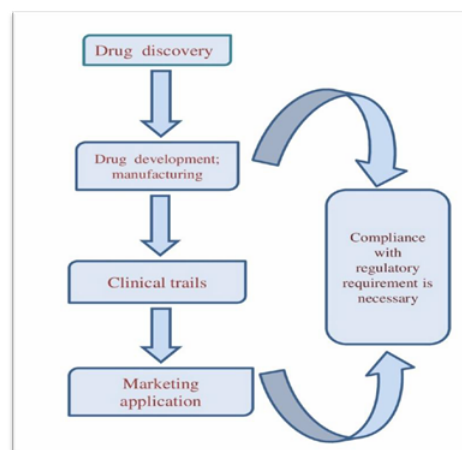 Drug discovery
Drug development;
manufacturing
Clinical trails
Marketing
application
Compliance
with
regulatory
requirement is
necessary